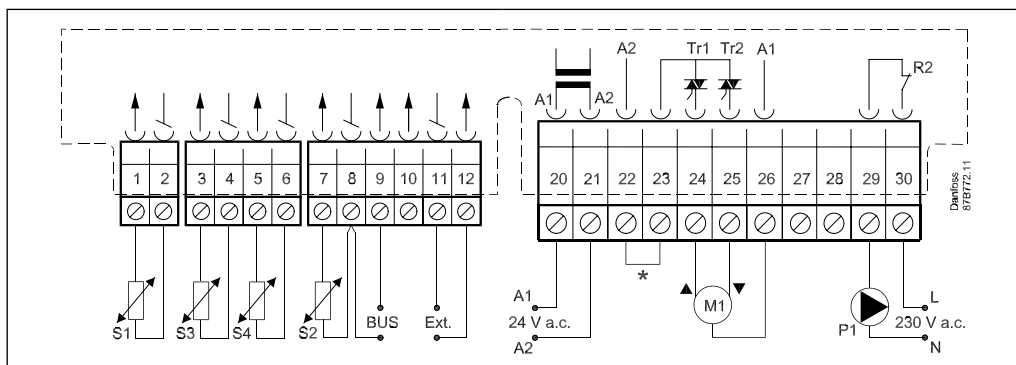 A2 Tr1 Tr2 A1
R2
A1 A2
1 2 3 4 5 6 7 8 9 10 11 12
20 21 22 23 24 25 26 27 28 29 30
Danfoss
87B772.11
*
S1 S3 S4 S2 BUS Ext.
A1
24 V a.c.
A2
M1
P1
L
230 V a.c.
N